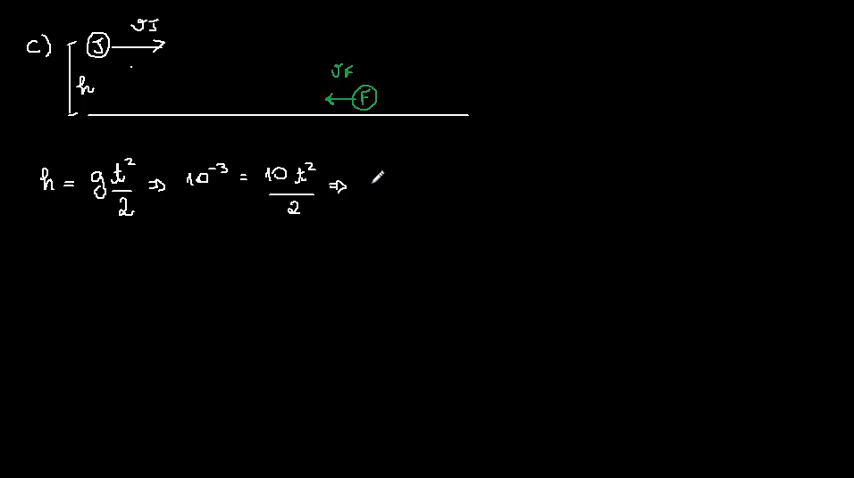 c) J vJ
h
vF
F
h = g t²/2 ⇒ 10⁻³ = 10 t²/2 ⇒